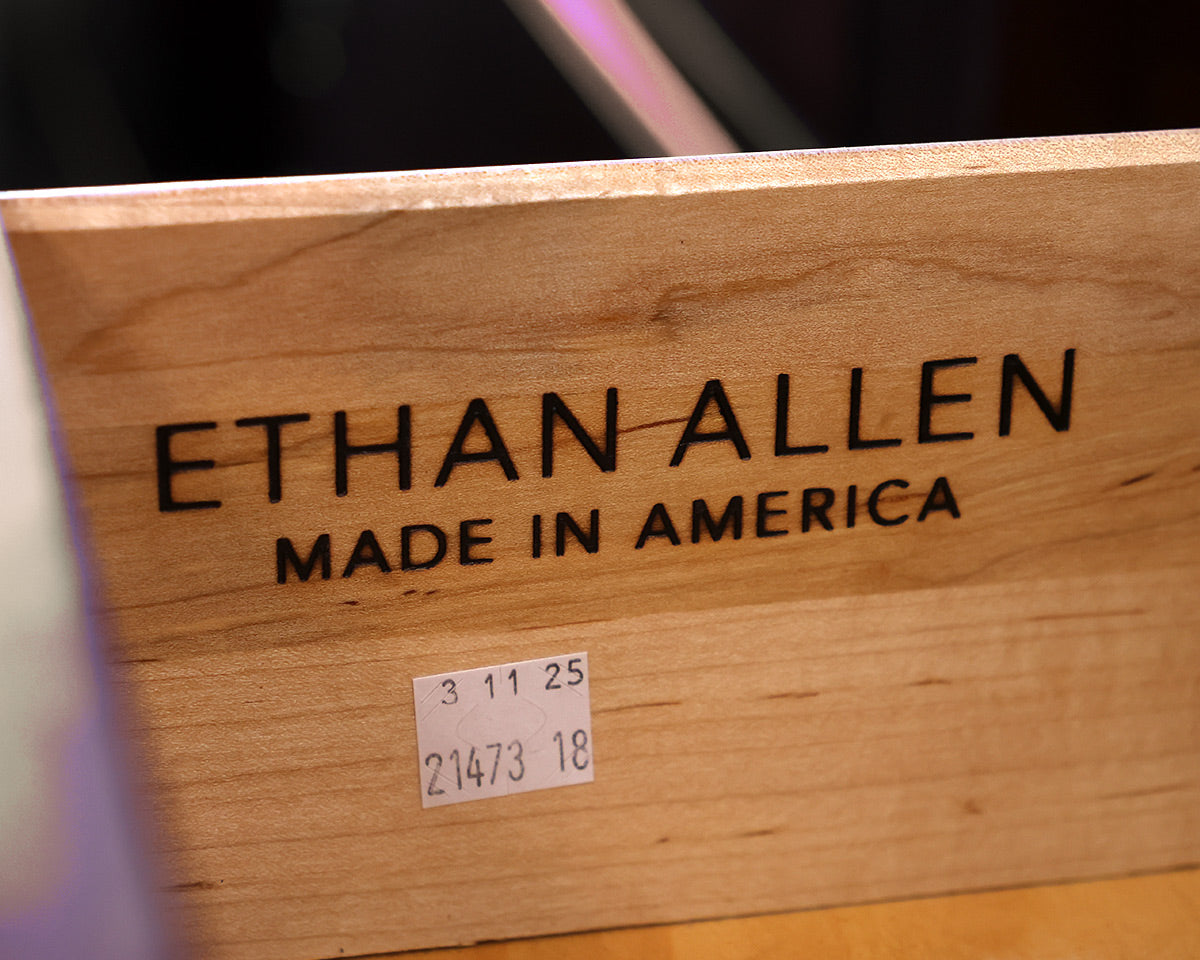 ETHAN ALLEN
MADE IN AMERICA
3 11 25
21473 18